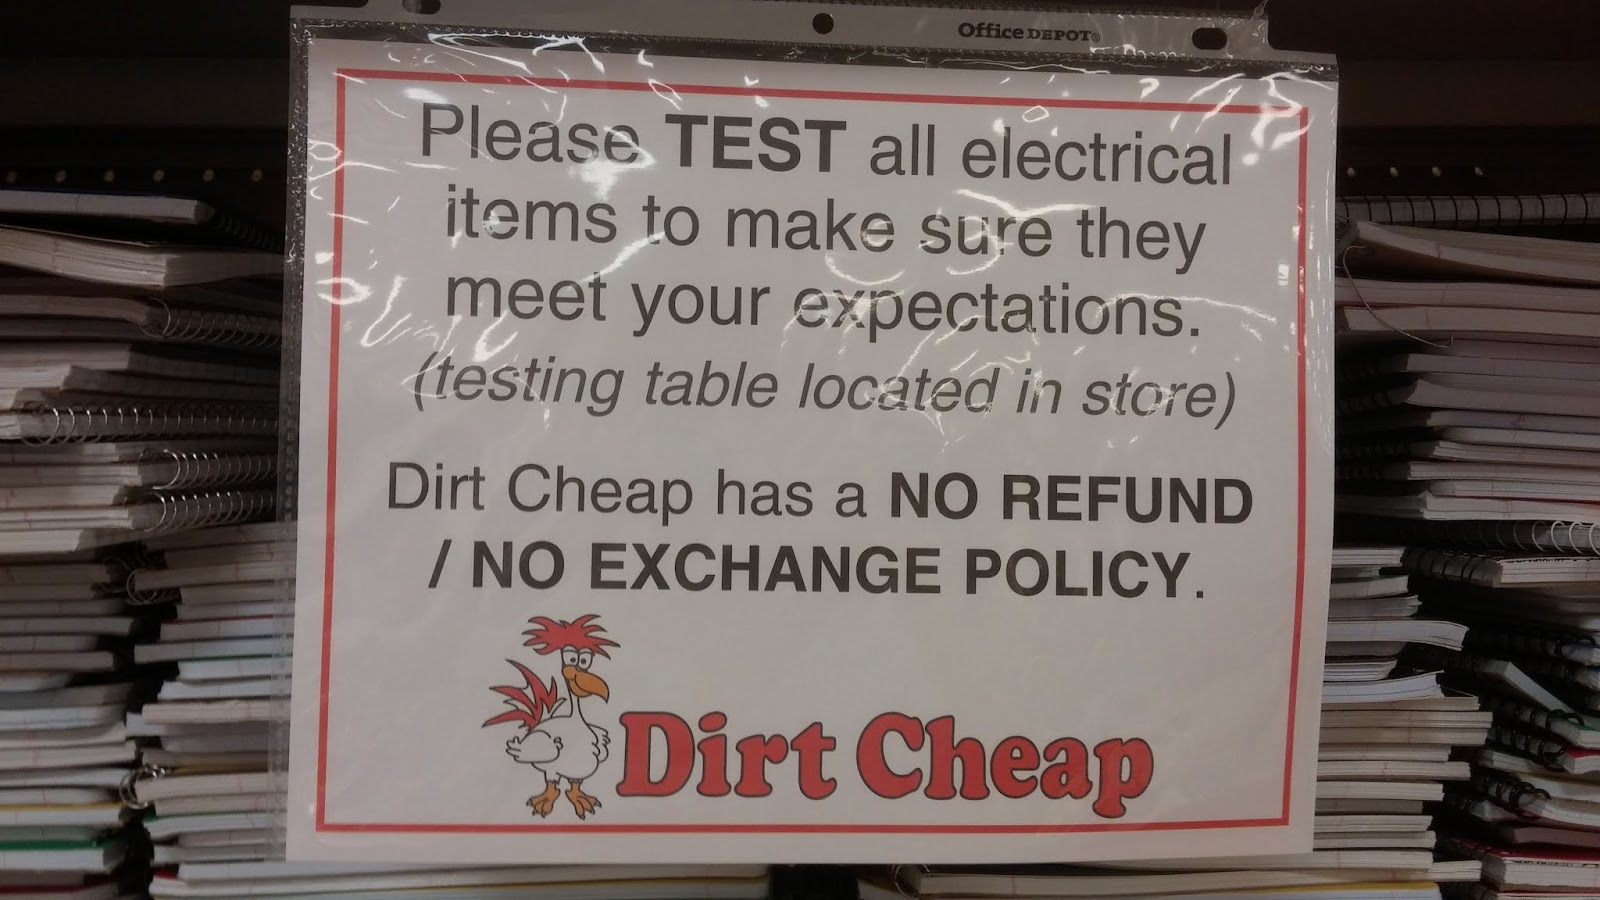 Office DEPOT®
Please TEST all electrical
items to make sure they
meet your expectations.
(testing table located in store)
Dirt Cheap has a NO REFUND
/ NO EXCHANGE POLICY.
Dirt Cheap